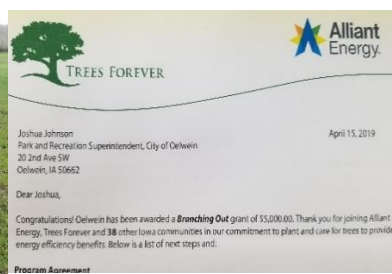 TREES FOREVER
Alliant
Energy.
Joshua Johnson
April 15, 2019
Park and Recreation Superintendent, City of Oelwein
20 2nd Ave SW
Oelwein, IA 50662
Dear Joshua,
Congratulations! Oelwein has been awarded a Branching Out grant of $5,000.00. Thank you for joining Alliant
Energy, Trees Forever and 38 other Iowa communities in our commitment to plant and care for trees to provide
energy efficiency benefits. Below is a list of next steps and.
Program Agreement